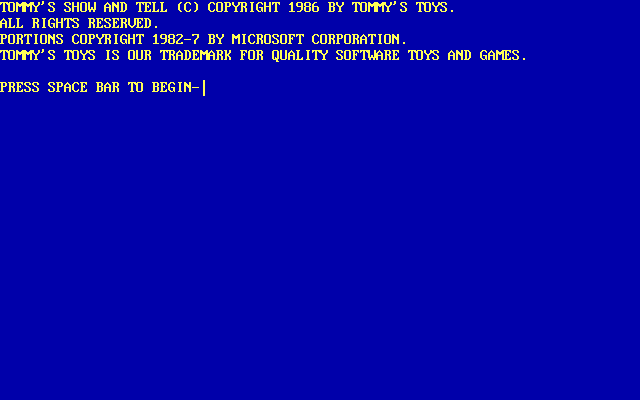 TOMMY'S SHOW AND TELL (C) COPYRIGHT 1986 BY TOMMY'S TOYS.
ALL RIGHTS RESERVED.
PORTIONS COPYRIGHT 1982-7 BY MICROSOFT CORPORATION.
TOMMY'S TOYS IS OUR TRADEMARK FOR QUALITY SOFTWARE TOYS AND GAMES.
PRESS SPACE BAR TO BEGIN-